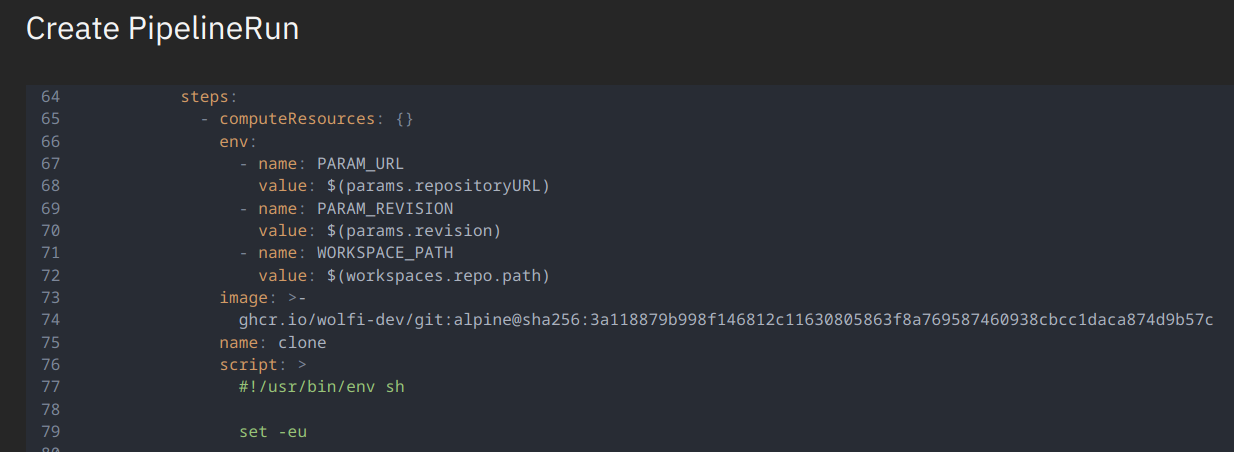 Create PipelineRun
64 steps:
65 - computeResources: {}
66 env:
67 - name: PARAM_URL
68 value: $(params.repositoryURL)
69 - name: PARAM_REVISION
70 value: $(params.revision)
71 - name: WORKSPACE_PATH
72 value: $(workspaces.repo.path)
73 image: >-
74 ghcr.io/wolfi-dev/git:alpine@sha256:3a118879b998f146812c11630805863f8a769587460938cbcc1daca874d9b57c
75 name: clone
76 script: >
77 #!/usr/bin/env sh
78
79 set -eu
80